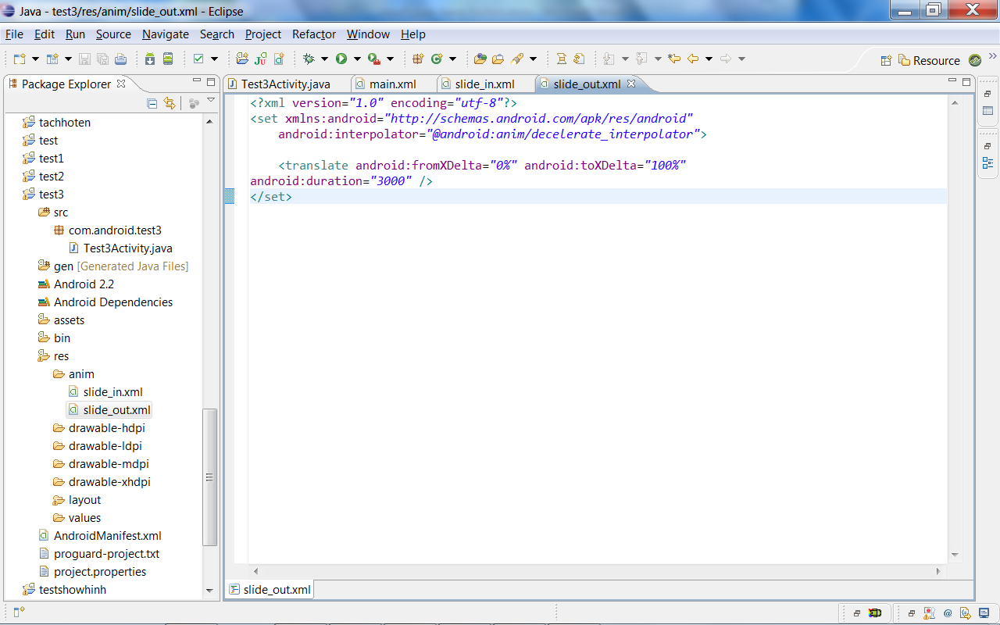 Java - test3/res/anim/slide_out.xml - Eclipse
File Edit Run Source Navigate Search Project Refactor Window Help
Resource
Package Explorer
Test3Activity.java main.xml slide_in.xml slide_out.xml
tachhoten
test
test1
test2
test3
src
com.android.test3
Test3Activity.java
gen [Generated Java Files]
Android 2.2
Android Dependencies
assets
bin
res
anim
slide_in.xml
slide_out.xml
drawable-hdpi
drawable-ldpi
drawable-mdpi
drawable-xhdpi
layout
values
AndroidManifest.xml
proguard-project.txt
project.properties
testshowhinh
<?xml version="1.0" encoding="utf-8"?>
<set xmlns:android="http://schemas.android.com/apk/res/android"
    android:interpolator="@android:anim/decelerate_interpolator">
    <translate android:fromXDelta="0%" android:toXDelta="100%"
android:duration="3000" />
</set>
slide_out.xml